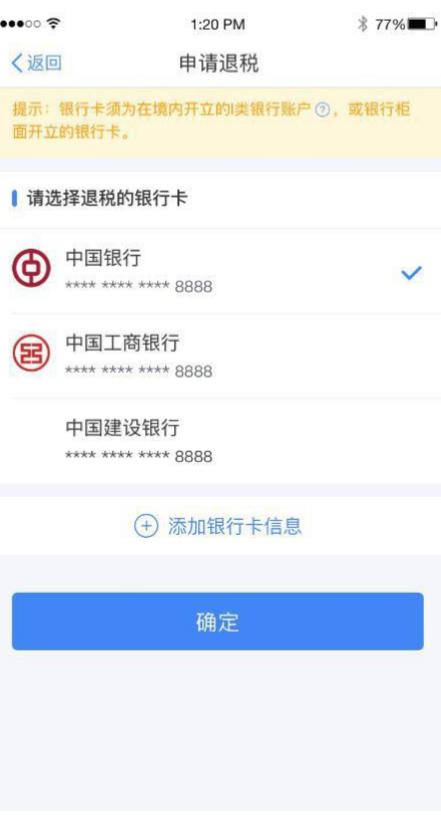 1:20 PM
77%
返回
申请退税
提示：银行卡须为在境内开立的I类银行账户?，或银行柜
面开立的银行卡。
请选择退税的银行卡
中国银行
**** **** **** 8888
中国工商银行
**** **** **** 8888
中国建设银行
**** **** **** 8888
添加银行卡信息
确定